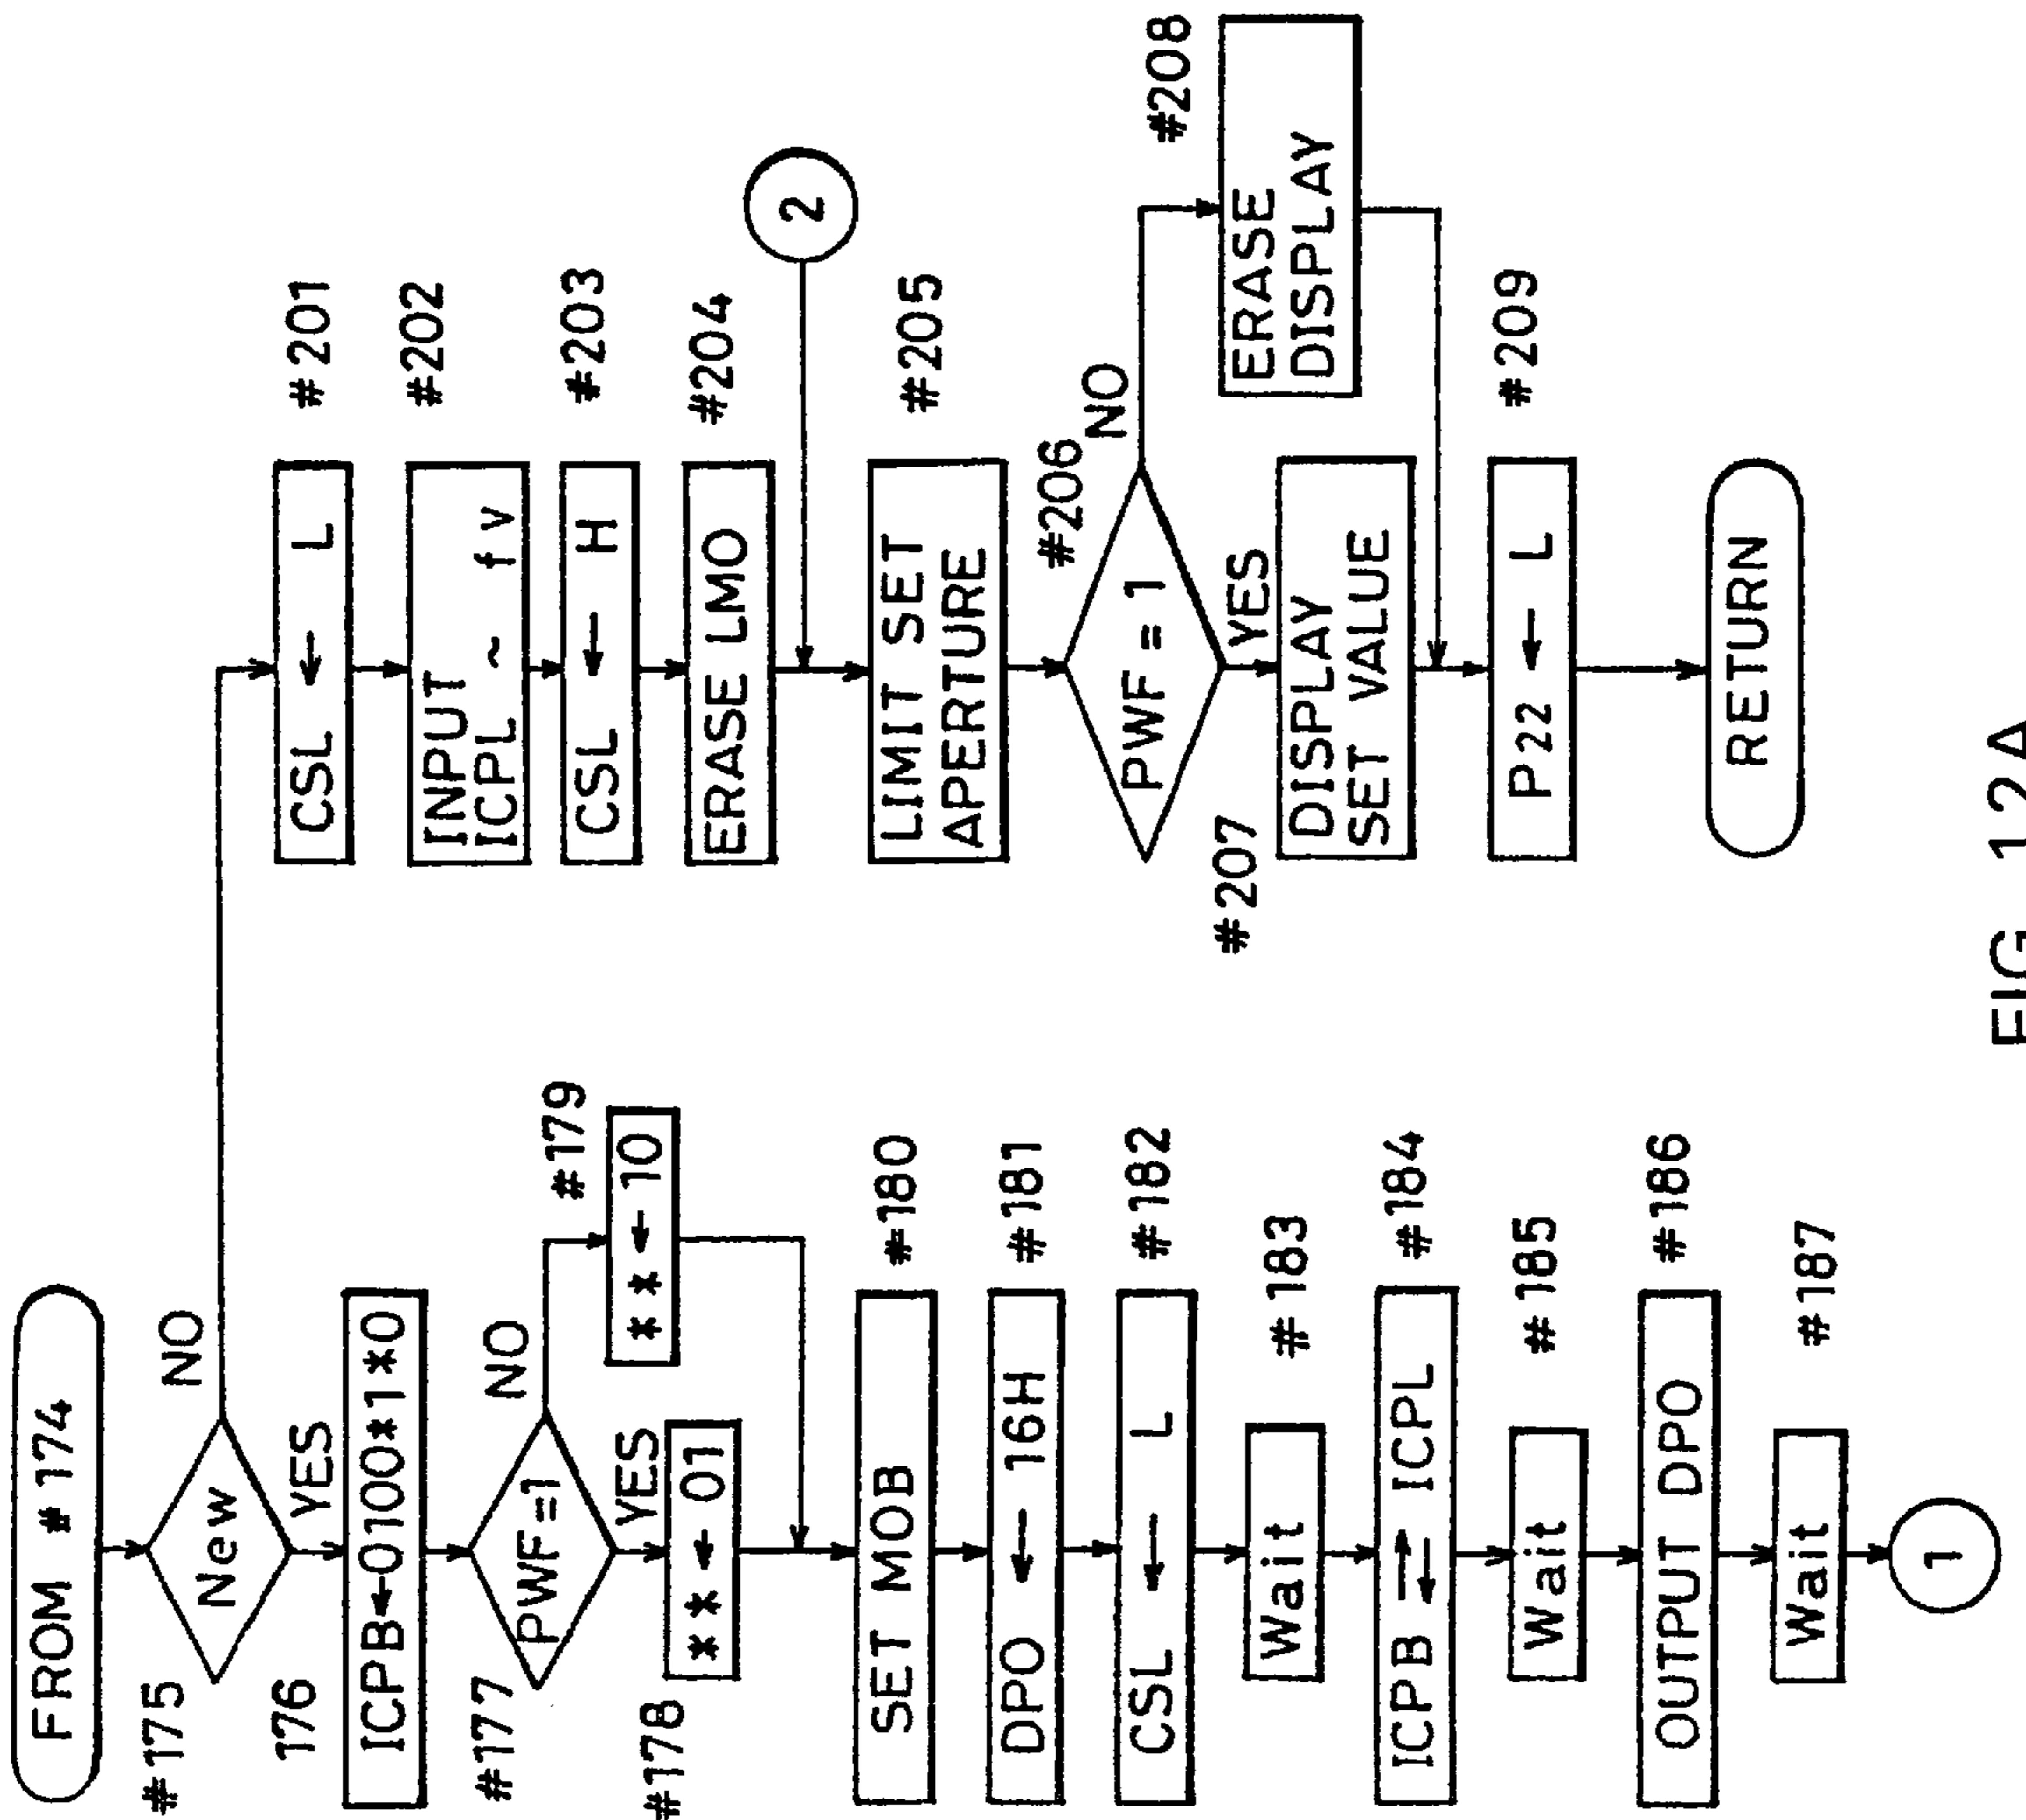 FROM #174
#175
New
NO
YES
176
ICPB←0100*1*0
#177
PWF=1
NO
YES
#178
** ← 01
#179
** ← 10
SET MOB
#180
DPO ← 16H
#181
CSL ← L
#182
Wait
#183
ICPB ⇄ ICPL
#184
Wait
#185
OUTPUT DPO
#186
Wait
#187
1
CSL ← L
#201
INPUT
ICPL ~ fv
#202
CSL ← H
#203
ERASE LMO
#204
2
LIMIT SET
APERTURE
#205
PWF = 1
#206
NO
YES
#207
DISPLAY
SET VALUE
#208
ERASE
DISPLAY
P22 ← L
#209
RETURN
FIG. 12A